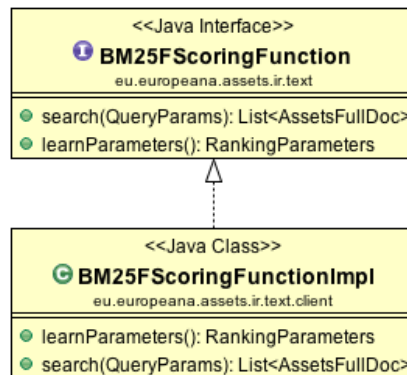 <<Java Interface>>
I BM25FScoringFunction
eu.europeana.assets.ir.text
search(QueryParams): List<AssetsFullDoc>
learnParameters(): RankingParameters
<<Java Class>>
C BM25FScoringFunctionImpl
eu.europeana.assets.ir.text.client
learnParameters(): RankingParameters
search(QueryParams): List<AssetsFullDoc>